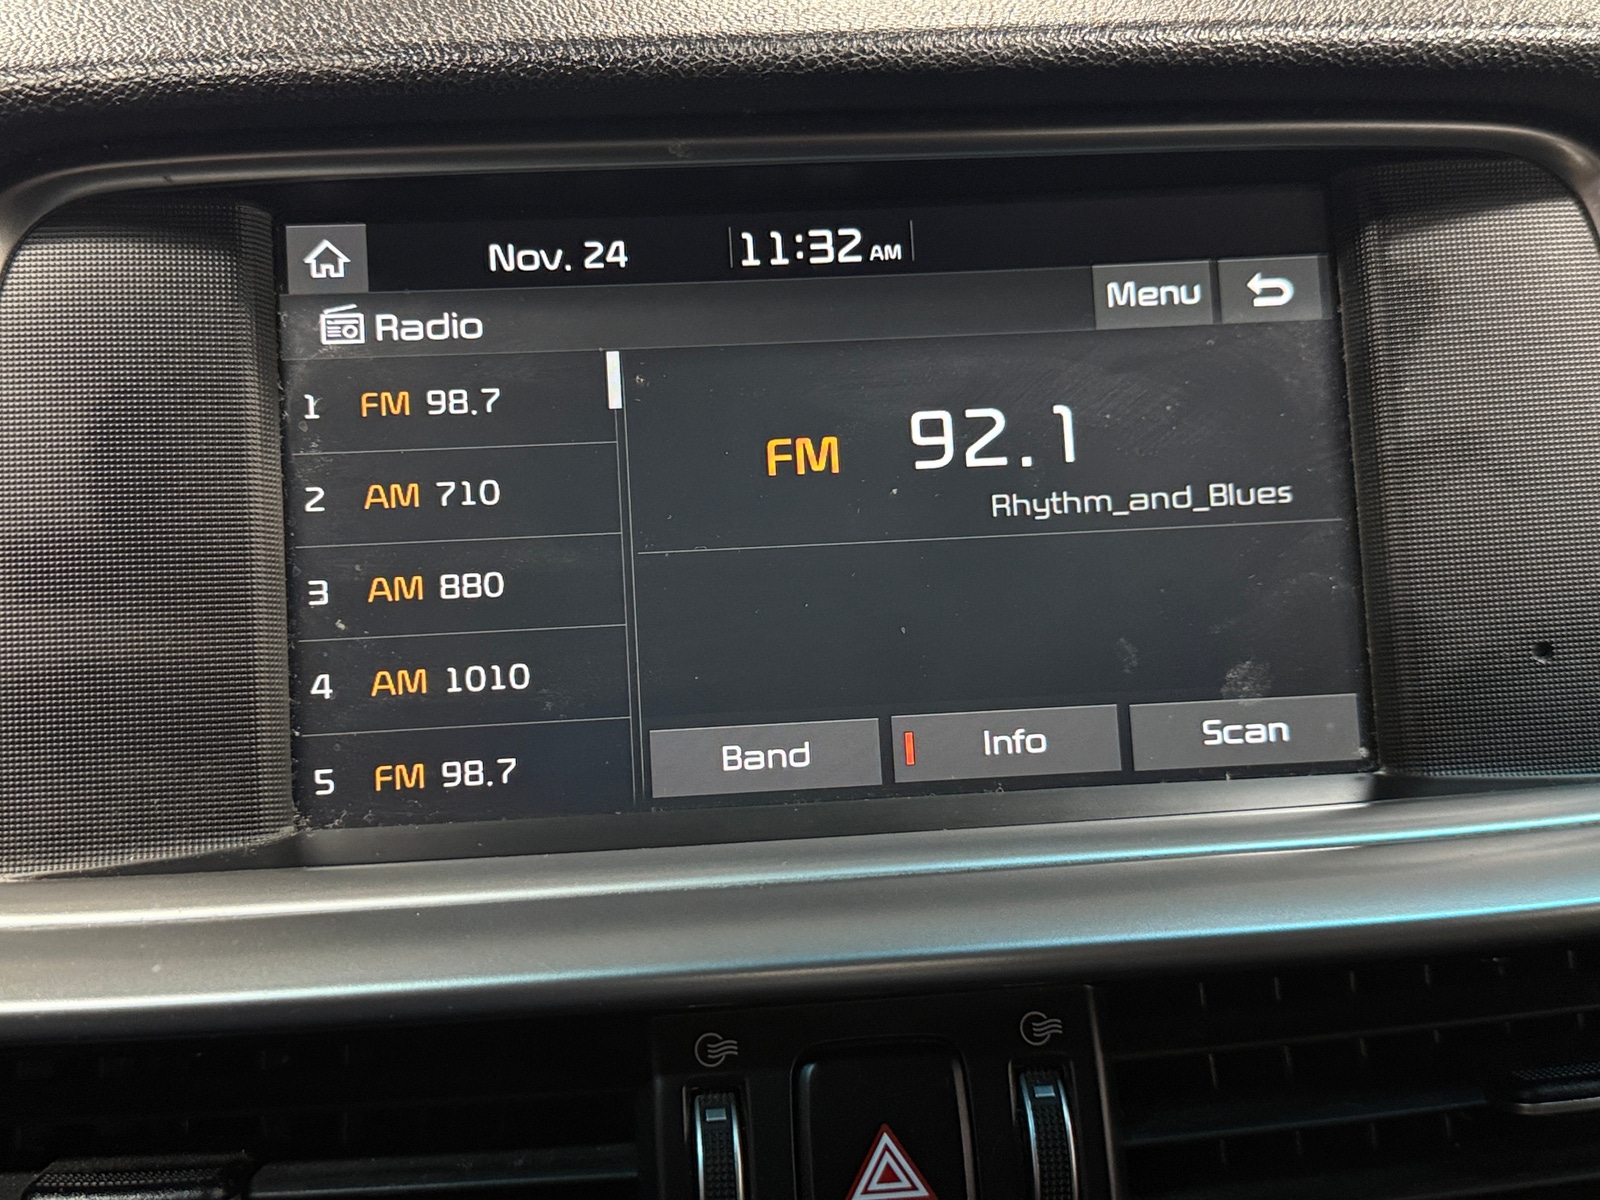 Nov. 24 11:32 AM
Radio
Menu
1 FM 98.7
2 AM 710
3 AM 880
4 AM 1010
5 FM 98.7
FM 92.1
Rhythm_and_Blues
Band
Info
Scan